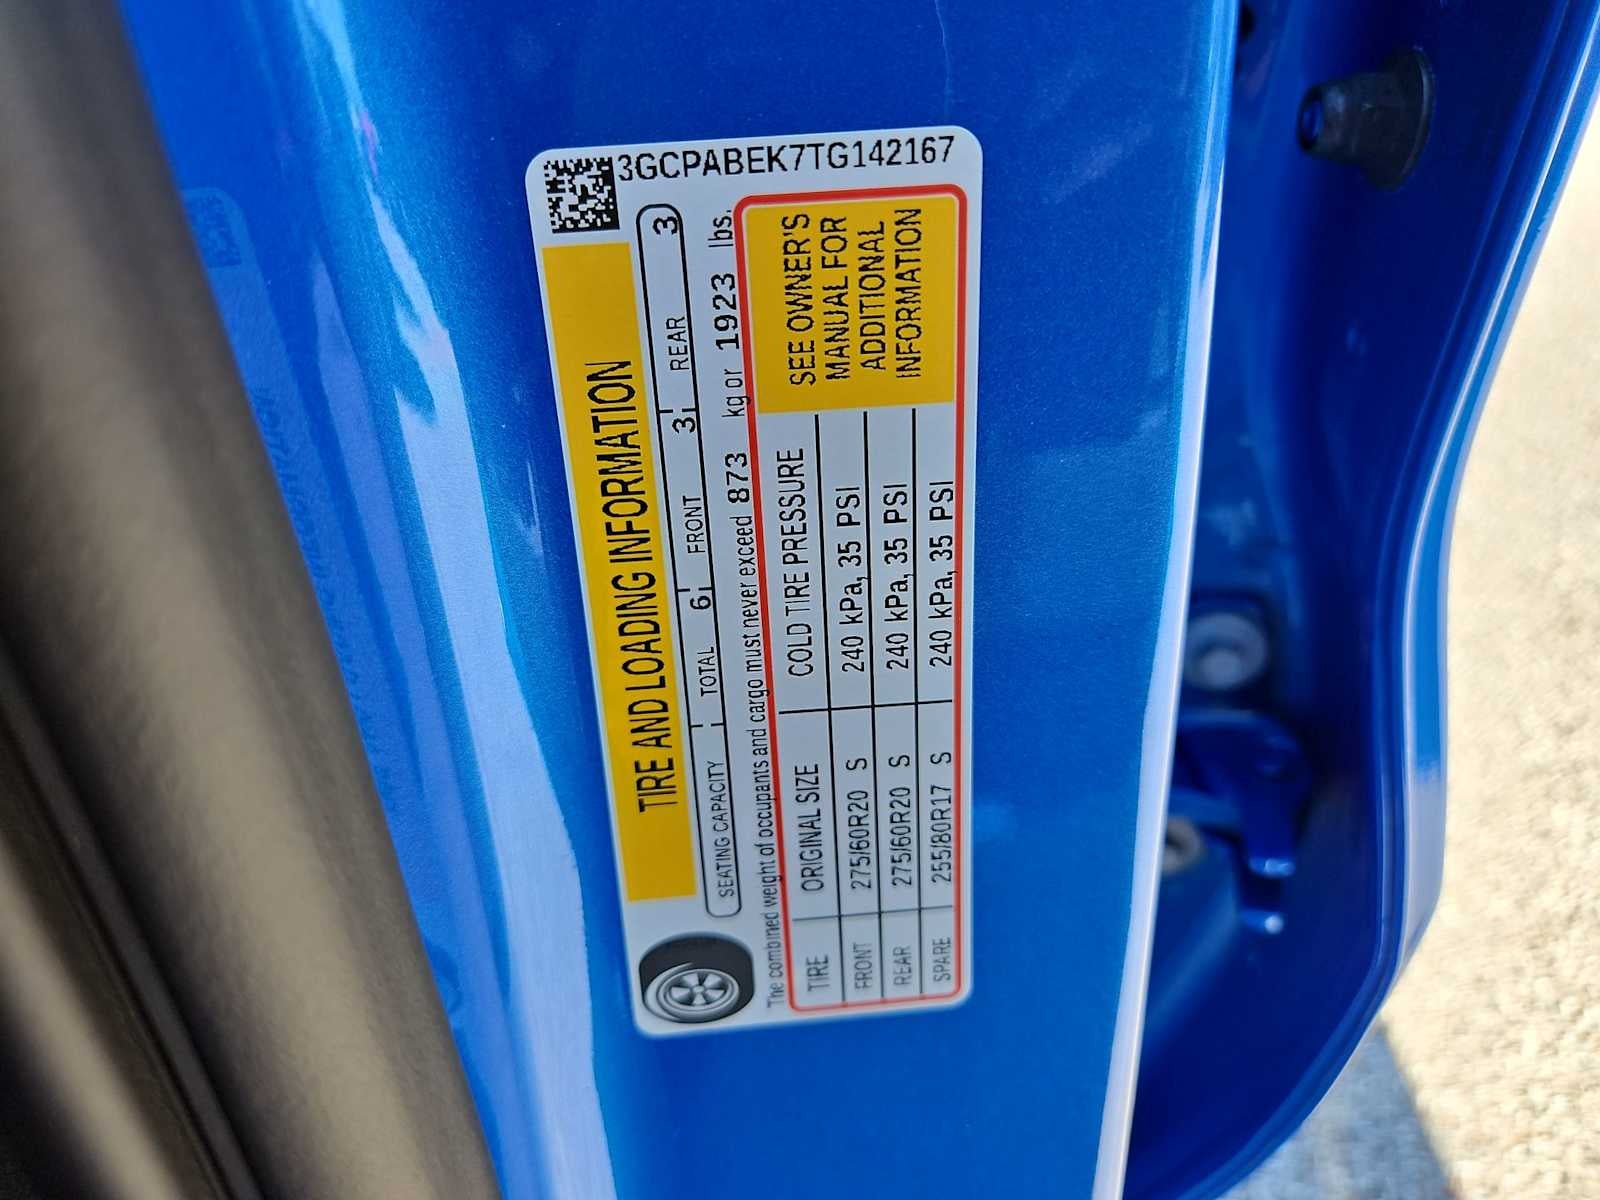 3GCPABEK7TG142167
TIRE AND LOADING INFORMATION
SEATING CAPACITY TOTAL 6 FRONT 3 REAR 3
The combined weight of occupants and cargo must never exceed 873 kg or 1923 lbs.
TIRE ORIGINAL SIZE COLD TIRE PRESSURE
FRONT 275/60R20 S 240 kPa, 35 PSI
REAR 275/60R20 S 240 kPa, 35 PSI
SPARE 255/80R17 S 240 kPa, 35 PSI
SEE OWNER'S
MANUAL FOR
ADDITIONAL
INFORMATION